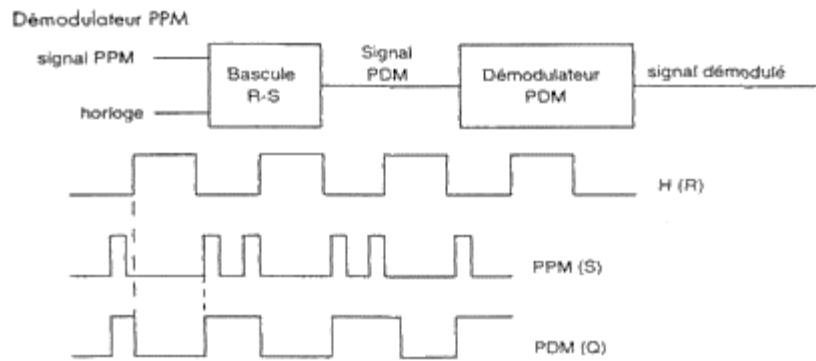 Démodulateur PPM
signal PPM
horloge
Bascule
R-S
Signal
PDM
Démodulateur
PDM
signal démodulé
H (R)
PPM (S)
PDM (Q)